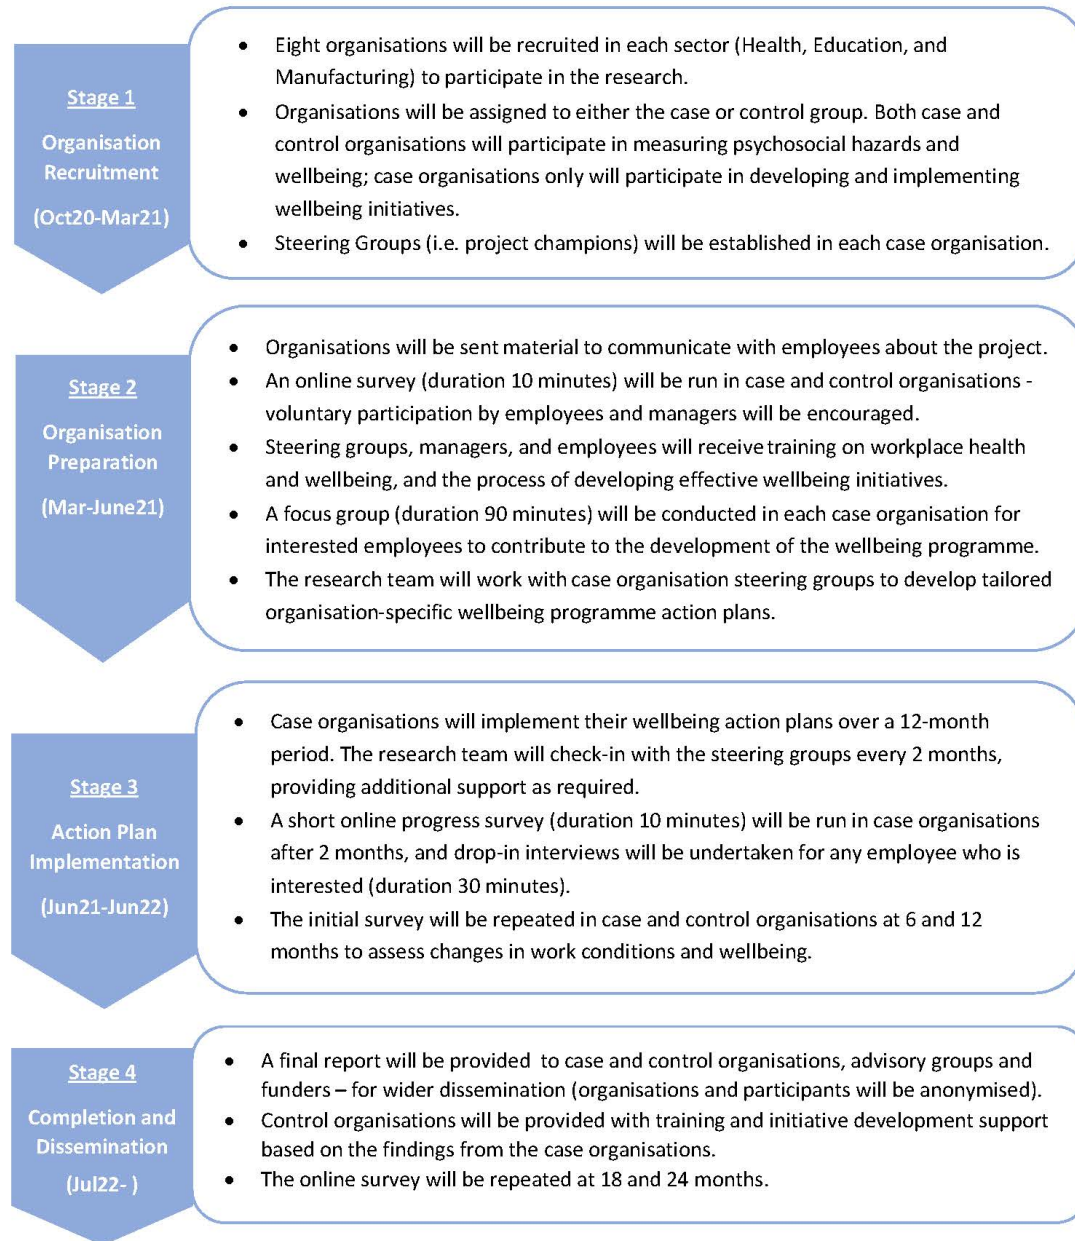 Stage 1
Organisation
Recruitment
(Oct20-Mar21)
• Eight organisations will be recruited in each sector (Health, Education, and
Manufacturing) to participate in the research.
• Organisations will be assigned to either the case or control group. Both case and
control organisations will participate in measuring psychosocial hazards and
wellbeing; case organisations only will participate in developing and implementing
wellbeing initiatives.
• Steering Groups (i.e. project champions) will be established in each case organisation.
Stage 2
Organisation
Preparation
(Mar-June21)
• Organisations will be sent material to communicate with employees about the project.
• An online survey (duration 10 minutes) will be run in case and control organisations -
voluntary participation by employees and managers will be encouraged.
• Steering groups, managers, and employees will receive training on workplace health
and wellbeing, and the process of developing effective wellbeing initiatives.
• A focus group (duration 90 minutes) will be conducted in each case organisation for
interested employees to contribute to the development of the wellbeing programme.
• The research team will work with case organisation steering groups to develop tailored
organisation-specific wellbeing programme action plans.
Stage 3
Action Plan
Implementation
(Jun21-Jun22)
• Case organisations will implement their wellbeing action plans over a 12-month
period. The research team will check-in with the steering groups every 2 months,
providing additional support as required.
• A short online progress survey (duration 10 minutes) will be run in case organisations
after 2 months, and drop-in interviews will be undertaken for any employee who is
interested (duration 30 minutes).
• The initial survey will be repeated in case and control organisations at 6 and 12
months to assess changes in work conditions and wellbeing.
Stage 4
Completion and
Dissemination
(Jul22- )
• A final report will be provided to case and control organisations, advisory groups and
funders – for wider dissemination (organisations and participants will be anonymised).
• Control organisations will be provided with training and initiative development support
based on the findings from the case organisations.
• The online survey will be repeated at 18 and 24 months.